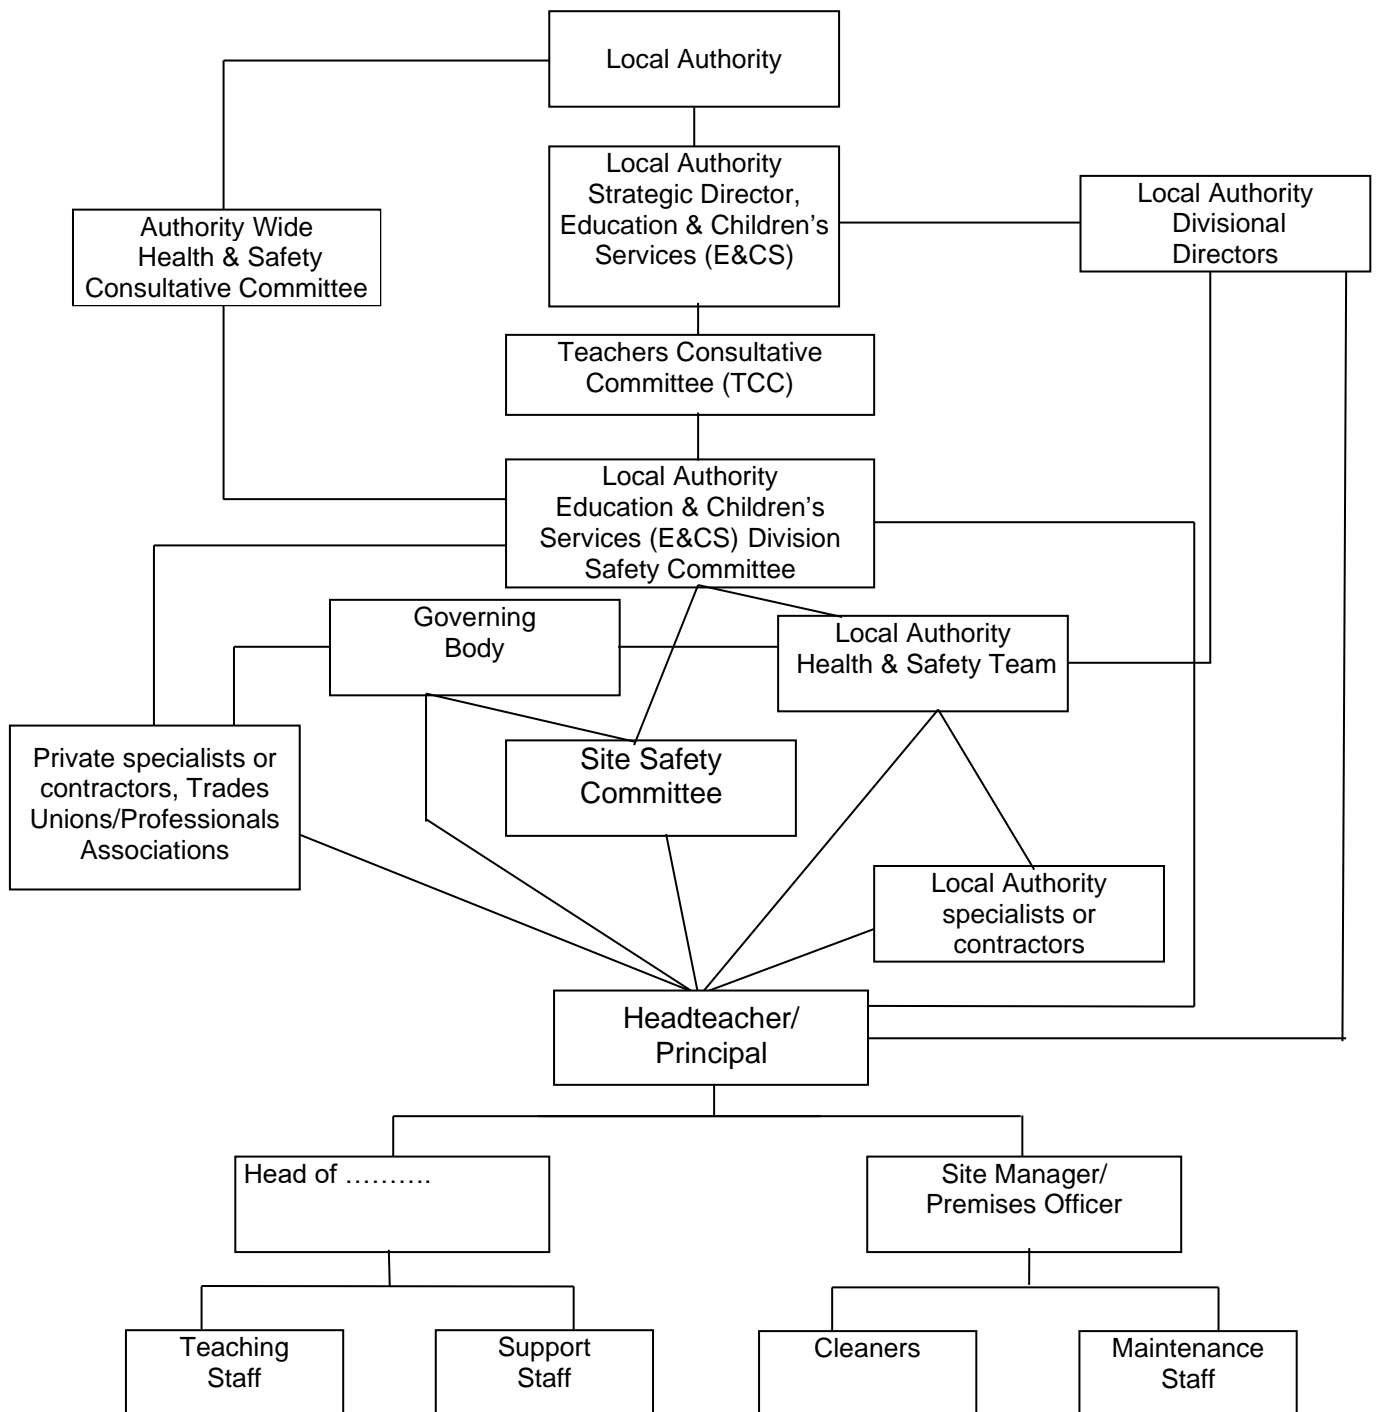 Local Authority
Local Authority
Strategic Director,
Education & Children’s
Services (E&CS)
Local Authority
Divisional
Directors
Authority Wide
Health & Safety
Consultative Committee
Teachers Consultative
Committee (TCC)
Local Authority
Education & Children’s
Services (E&CS) Division
Safety Committee
Governing
Body
Local Authority
Health & Safety Team
Private specialists or
contractors, Trades
Unions/Professionals
Associations
Site Safety
Committee
Local Authority
specialists or
contractors
Headteacher/
Principal
Head of ……….
Site Manager/
Premises Officer
Teaching
Staff
Support
Staff
Cleaners
Maintenance
Staff